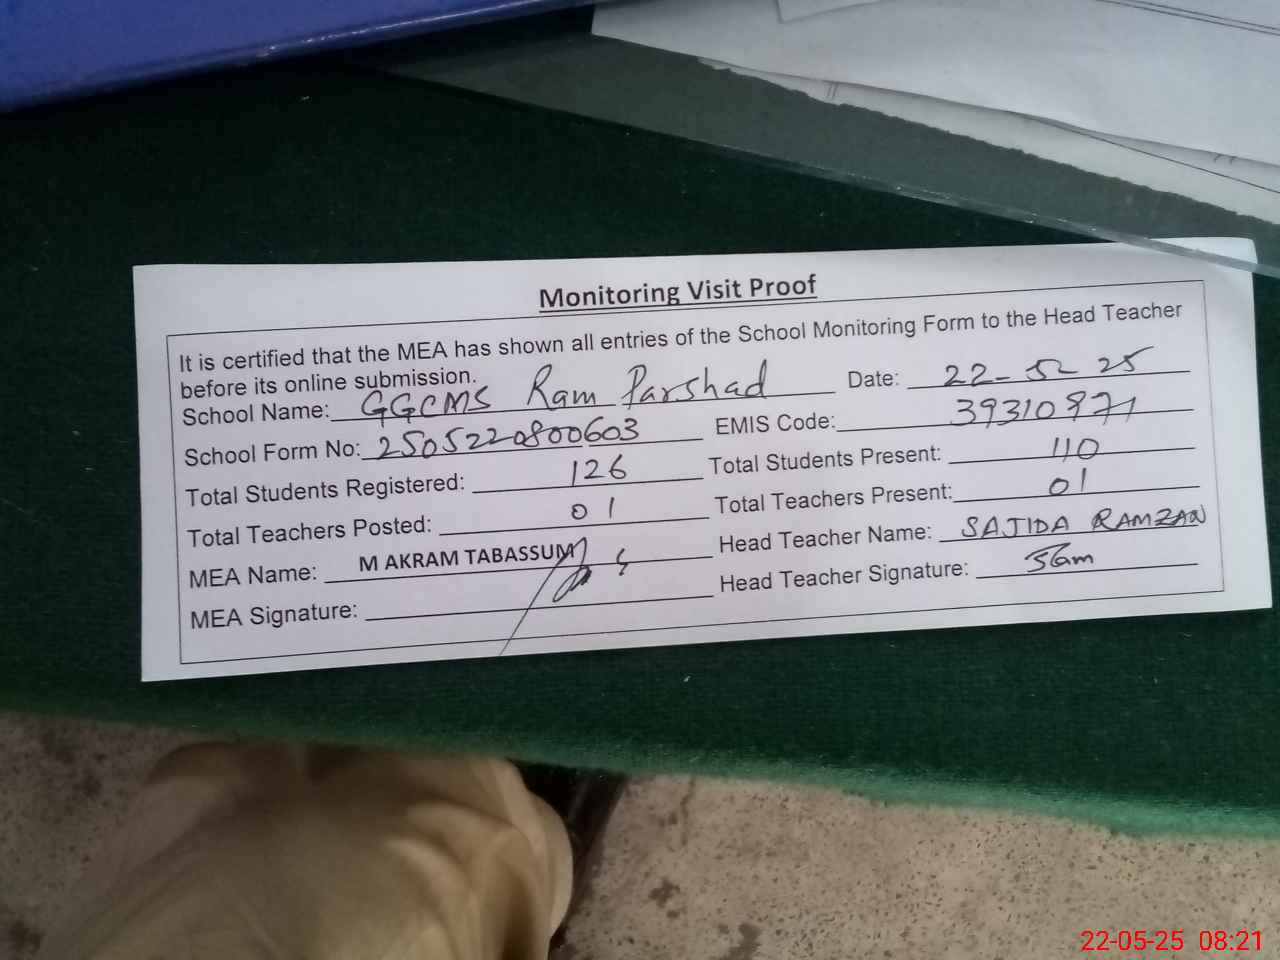 Monitoring Visit Proof
It is certified that the MEA has shown all entries of the School Monitoring Form to the Head Teacher
before its online submission.
School Name: GGCMS Ram Parshad Date: 22-5-25
School Form No: 2505220800603 EMIS Code: 39310971
Total Students Registered: 126 Total Students Present: 110
Total Teachers Posted: 01 Total Teachers Present: 01
MEA Name: M AKRAM TABASSUM Head Teacher Name: SAJIDA RAMZAN
MEA Signature: Head Teacher Signature:
22-05-25 08:21